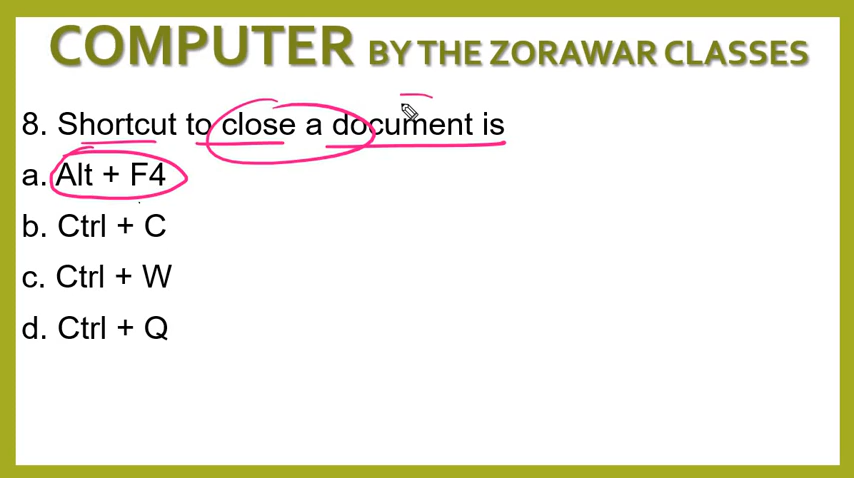 COMPUTER BY THE ZORAWAR CLASSES
8. Shortcut to close a document is
a. Alt + F4
b. Ctrl + C
c. Ctrl + W
d. Ctrl + Q